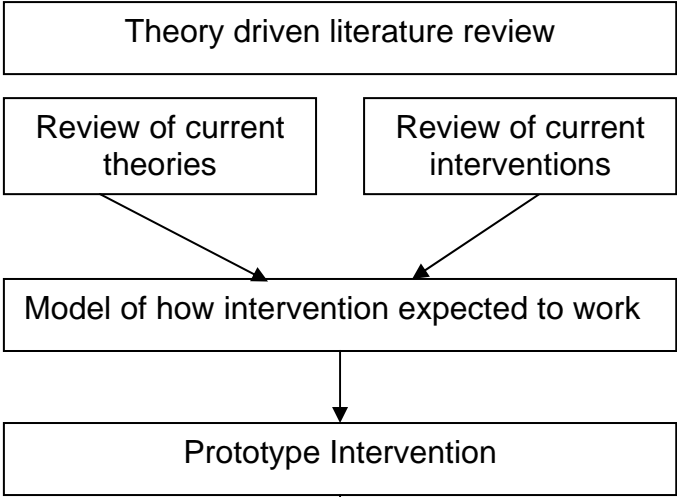 Theory driven literature review
Review of current
theories
Review of current
interventions
Model of how intervention expected to work
Prototype Intervention